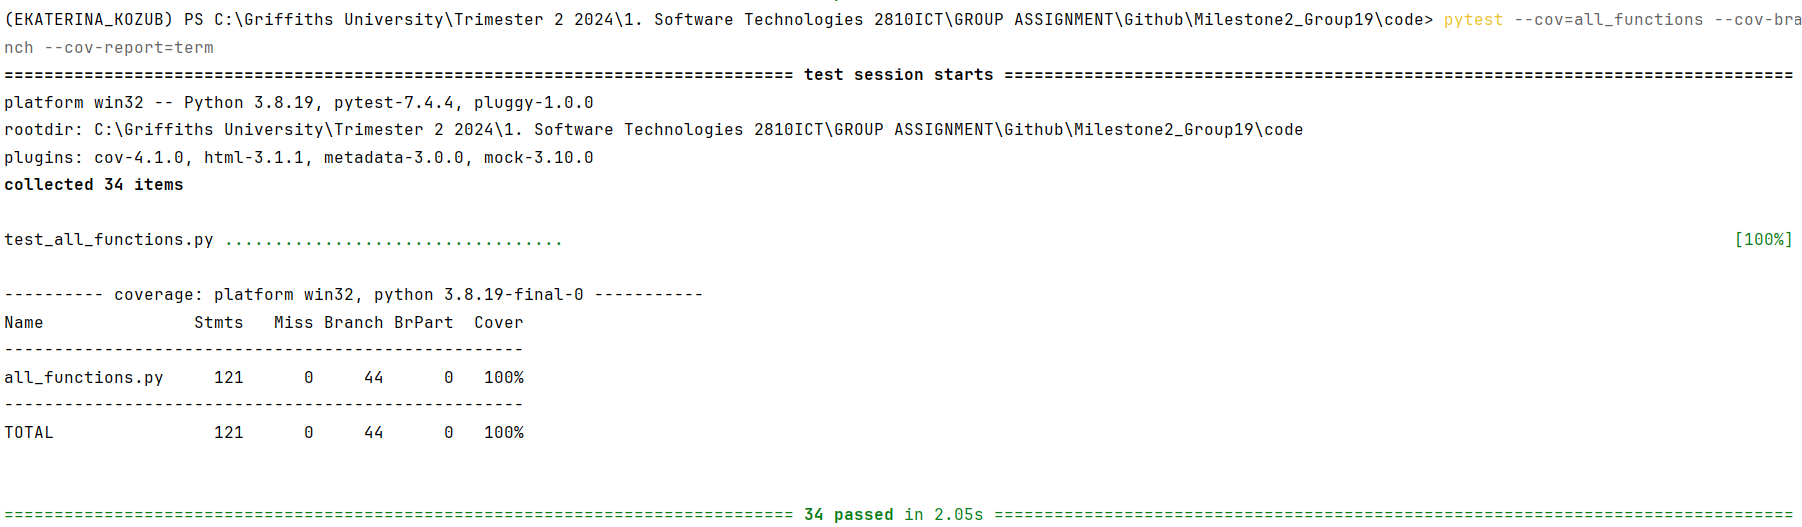 (EKATERINA_KOZUB) PS C:\Griffiths University\Trimester 2 2024\1. Software Technologies 2810ICT\GROUP ASSIGNMENT\Github\Milestone2_Group19\code> pytest --cov=all_functions --cov-bra
nch --cov-report=term
=============================================================================== test session starts ===============================================================================
platform win32 -- Python 3.8.19, pytest-7.4.4, pluggy-1.0.0
rootdir: C:\Griffiths University\Trimester 2 2024\1. Software Technologies 2810ICT\GROUP ASSIGNMENT\Github\Milestone2_Group19\code
plugins: cov-4.1.0, html-3.1.1, metadata-3.0.0, mock-3.10.0
collected 34 items
test_all_functions.py .................................. [100%]
---------- coverage: platform win32, python 3.8.19-final-0 -----------
Name               Stmts   Miss Branch BrPart  Cover
----------------------------------------------------
all_functions.py     121      0     44      0   100%
----------------------------------------------------
TOTAL                121      0     44      0   100%
=============================================================================== 34 passed in 2.05s ================================================================================